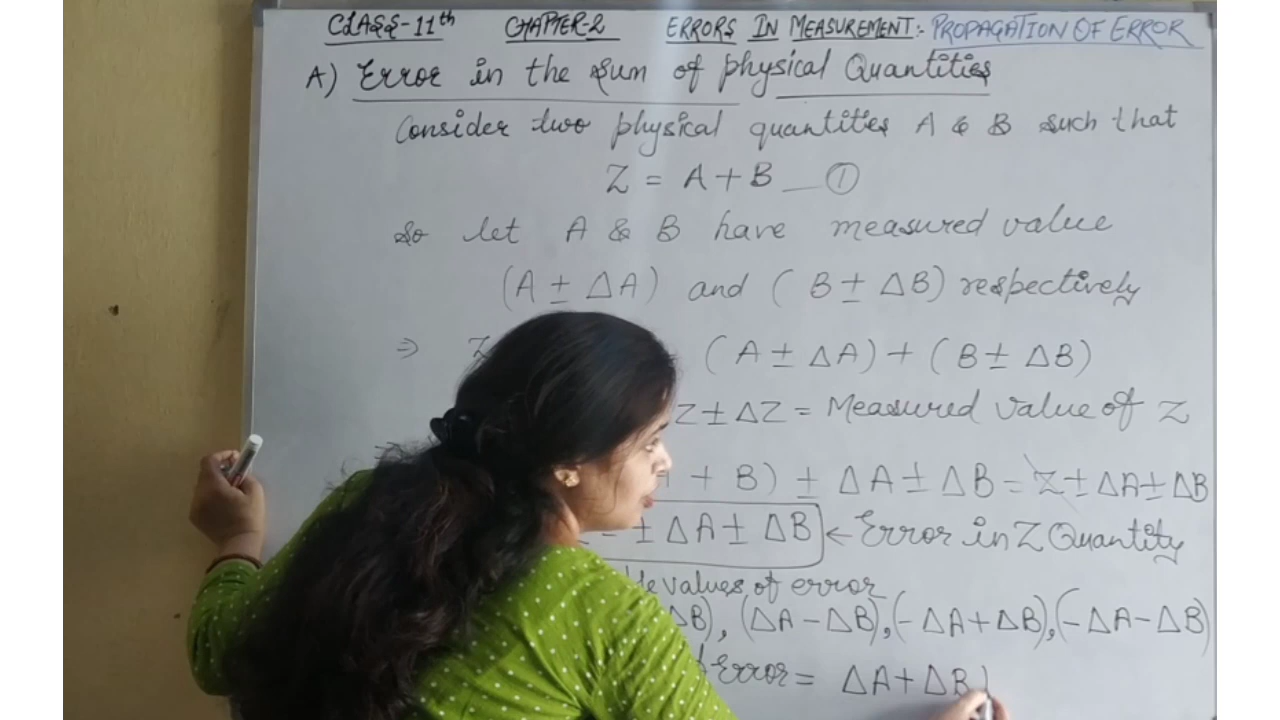 CLASS-11th CHAPTER-2 ERRORS IN MEASUREMENT:- PROPAGATION OF ERROR
A) Error in the sum of physical Quantities
Consider two physical quantities A & B such that
Z = A + B — ①
so let A & B have measured value
(A ± ΔA) and ( B ± ΔB) respectively
⇒ Z (A ± ΔA) + (B ± ΔB)
Z ± ΔZ = Measured value of Z
+ B) ± ΔA ± ΔB = Z ± ΔA ± ΔB
± ΔA ± ΔB ← Error in Z Quantity
values of error
ΔB), (ΔA − ΔB), (− ΔA + ΔB), (− ΔA − ΔB)
Error = ΔA + ΔB)